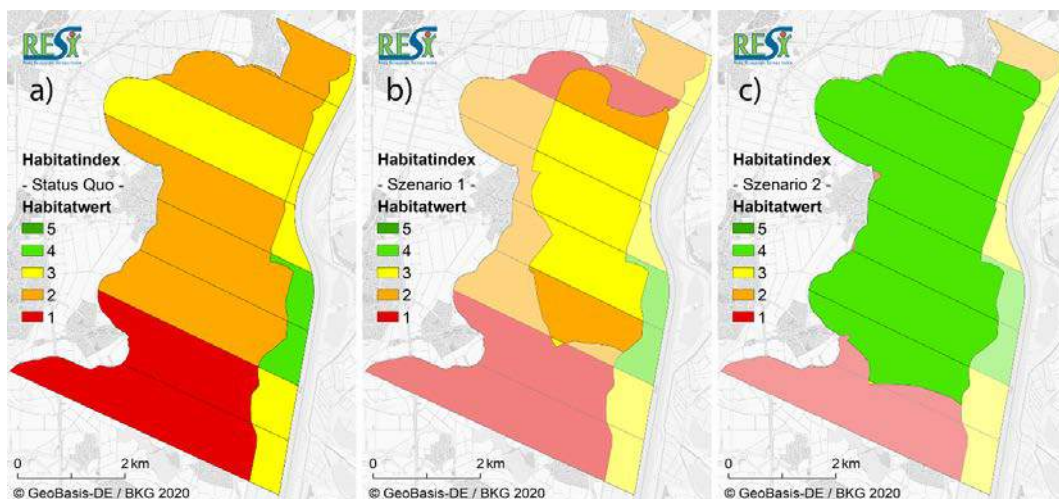 RESI
a)
Habitatindex
- Status Quo -
Habitatwert
5
4
3
2
1
0 2 km
© GeoBasis-DE / BKG 2020
RESI
b)
Habitatindex
- Szenario 1 -
Habitatwert
5
4
3
2
1
0 2 km
© GeoBasis-DE / BKG 2020
RESI
c)
Habitatindex
- Szenario 2 -
Habitatwert
5
4
3
2
1
0 2 km
© GeoBasis-DE / BKG 2020